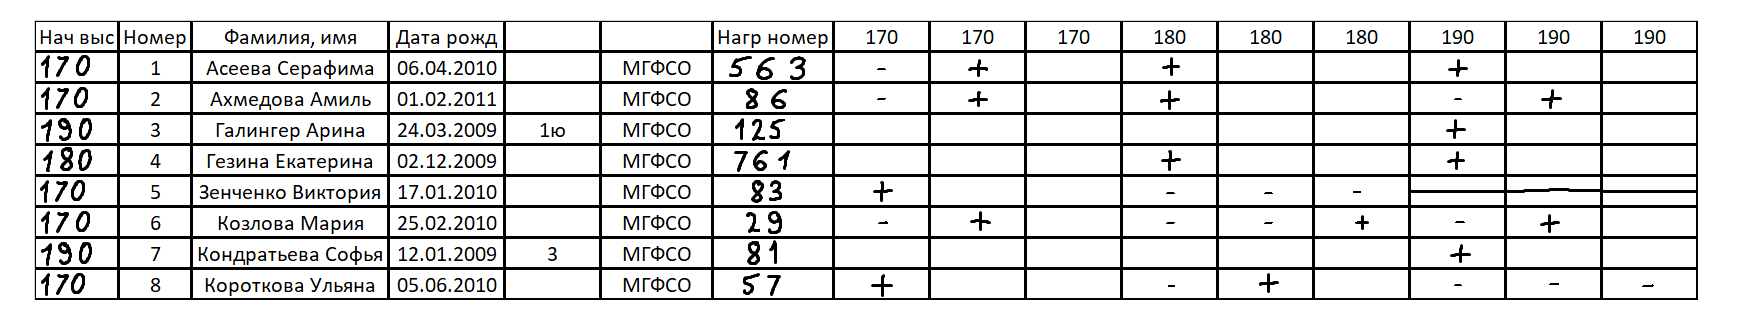 Нач выс Номер Фамилия, имя Дата рожд Нагр номер 170 170 170 180 180 180 190 190 190
170 1 Асеева Серафима 06.04.2010 МГФСО 563 - + + +
170 2 Ахмедова Амиль 01.02.2011 МГФСО 86 - + + - +
190 3 Галингер Арина 24.03.2009 1ю МГФСО 125 +
180 4 Гезина Екатерина 02.12.2009 МГФСО 761 + +
170 5 Зенченко Виктория 17.01.2010 МГФСО 83 + - - -
170 6 Козлова Мария 25.02.2010 МГФСО 29 - + - - + - +
190 7 Кондратьева Софья 12.01.2009 3 МГФСО 81 +
170 8 Короткова Ульяна 05.06.2010 МГФСО 57 + - + - - -